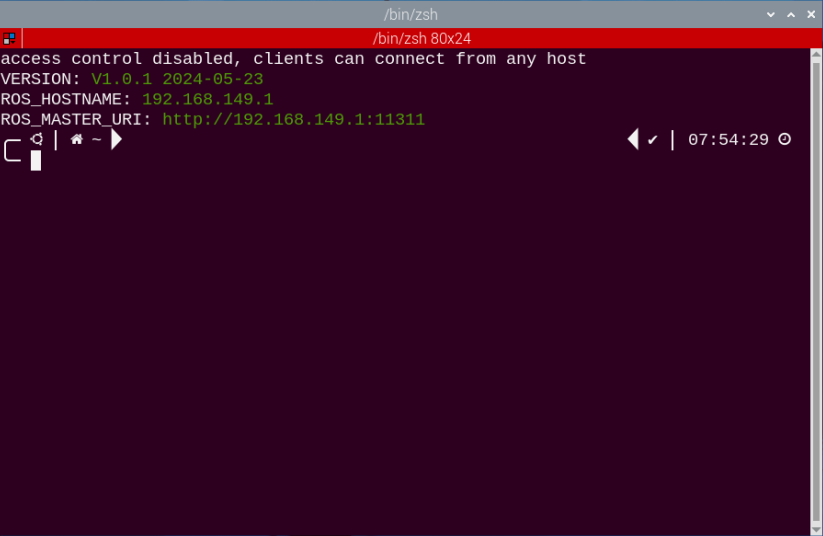 /bin/zsh
/bin/zsh 80x24
access control disabled, clients can connect from any host
VERSION: V1.0.1 2024-05-23
ROS_HOSTNAME: 192.168.149.1
ROS_MASTER_URI: http://192.168.149.1:11311
~ ✔ 07:54:29